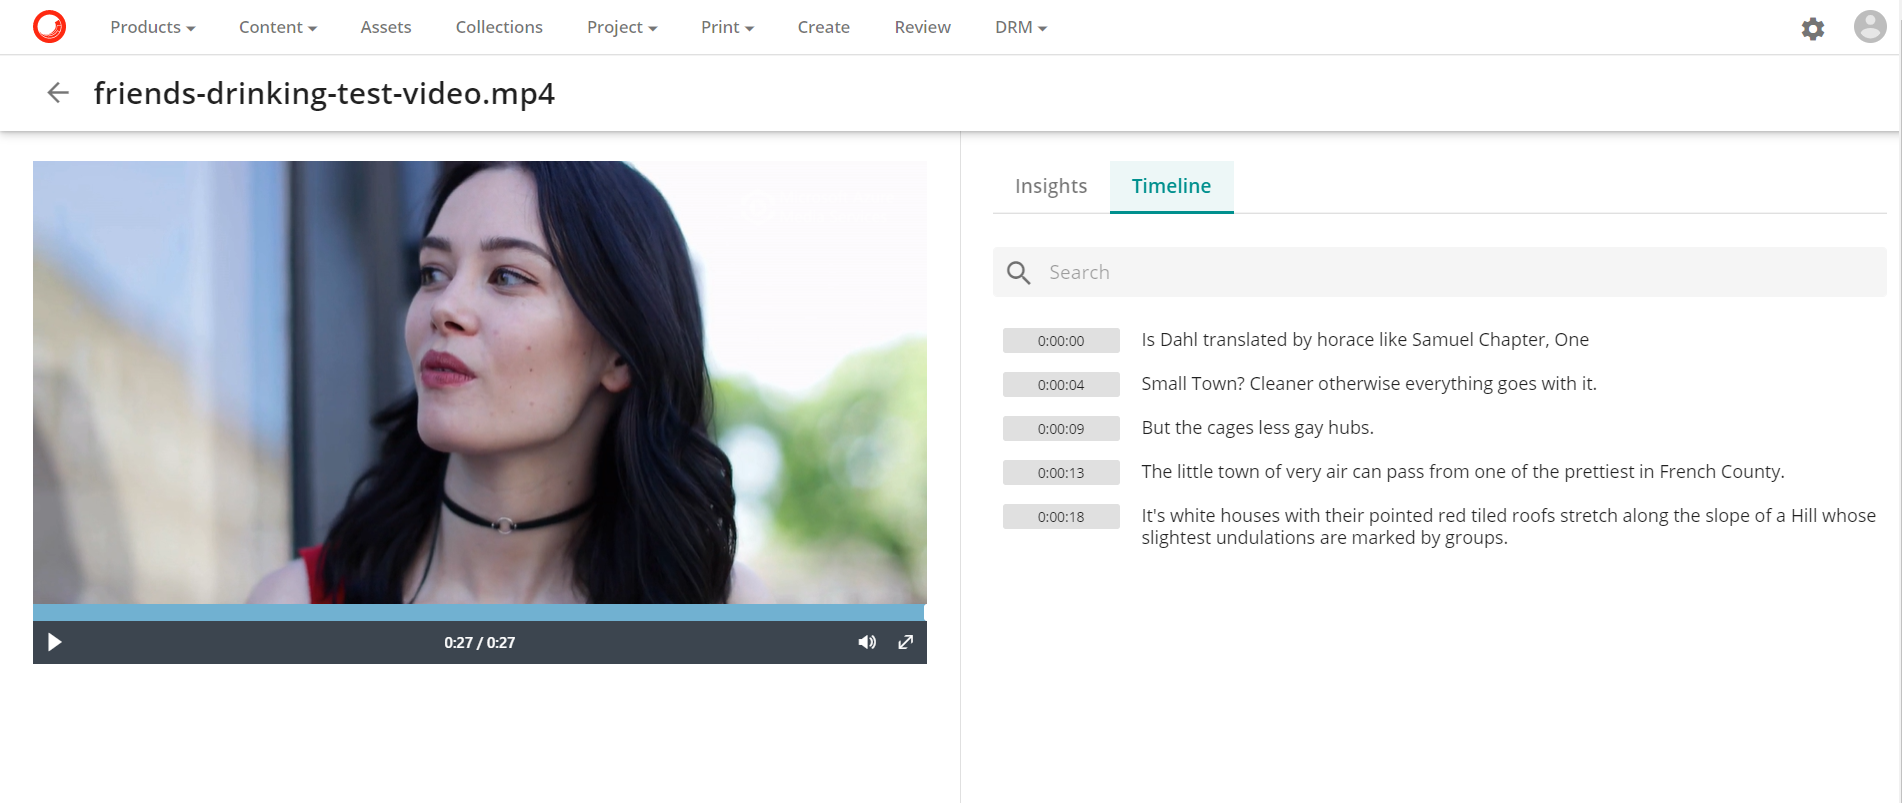 Products Content Assets Collections Project Print Create Review DRM
friends-drinking-test-video.mp4
0:27 / 0:27
Insights Timeline
Search
0:00:00 Is Dahl translated by horace like Samuel Chapter, One
0:00:04 Small Town? Cleaner otherwise everything goes with it.
0:00:09 But the cages less gay hubs.
0:00:13 The little town of very air can pass from one of the prettiest in French County.
0:00:18 It's white houses with their pointed red tiled roofs stretch along the slope of a Hill whose
slightest undulations are marked by groups.